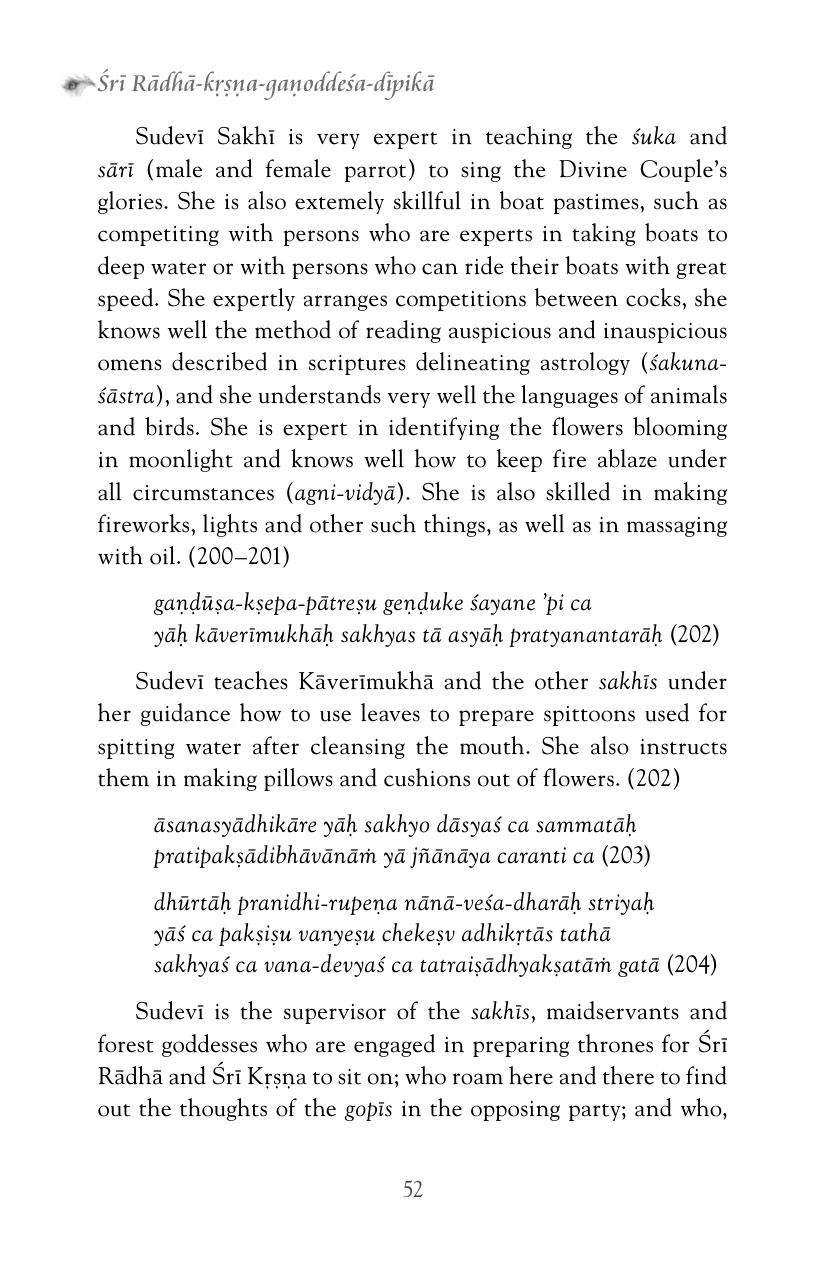 Śrī Rādhā-kṛṣṇa-gaṇoddeśa-dīpikā
Sudevī Sakhī is very expert in teaching the śuka and
sārī (male and female parrot) to sing the Divine Couple’s
glories. She is also extemely skillful in boat pastimes, such as
competiting with persons who are experts in taking boats to
deep water or with persons who can ride their boats with great
speed. She expertly arranges competitions between cocks, she
knows well the method of reading auspicious and inauspicious
omens described in scriptures delineating astrology (śakuna-
śāstra), and she understands very well the languages of animals
and birds. She is expert in identifying the flowers blooming
in moonlight and knows well how to keep fire ablaze under
all circumstances (agni-vidyā). She is also skilled in making
fireworks, lights and other such things, as well as in massaging
with oil. (200–201)
gaṇḍūṣa-kṣepa-pātreṣu geṇḍuke śayane ’pi ca
yāḥ kāverīmukhāḥ sakhyas tā asyāḥ pratyanantarāḥ (202)
Sudevī teaches Kāverīmukhā and the other sakhīs under
her guidance how to use leaves to prepare spittoons used for
spitting water after cleansing the mouth. She also instructs
them in making pillows and cushions out of flowers. (202)
āsanasyādhikāre yāḥ sakhyo dāsyaś ca sammatāḥ
pratipakṣādibhāvānāṁ yā jñānāya caranti ca (203)
dhūrtāḥ pranidhi-rupeṇa nānā-veśa-dharāḥ striyaḥ
yāś ca pakṣiṣu vanyeṣu chekeṣv adhikṛtās tathā
sakhyaś ca vana-devyaś ca tatraiṣādhyakṣatāṁ gatā (204)
Sudevī is the supervisor of the sakhīs, maidservants and
forest goddesses who are engaged in preparing thrones for Śrī
Rādhā and Śrī Kṛṣṇa to sit on; who roam here and there to find
out the thoughts of the gopīs in the opposing party; and who,
52